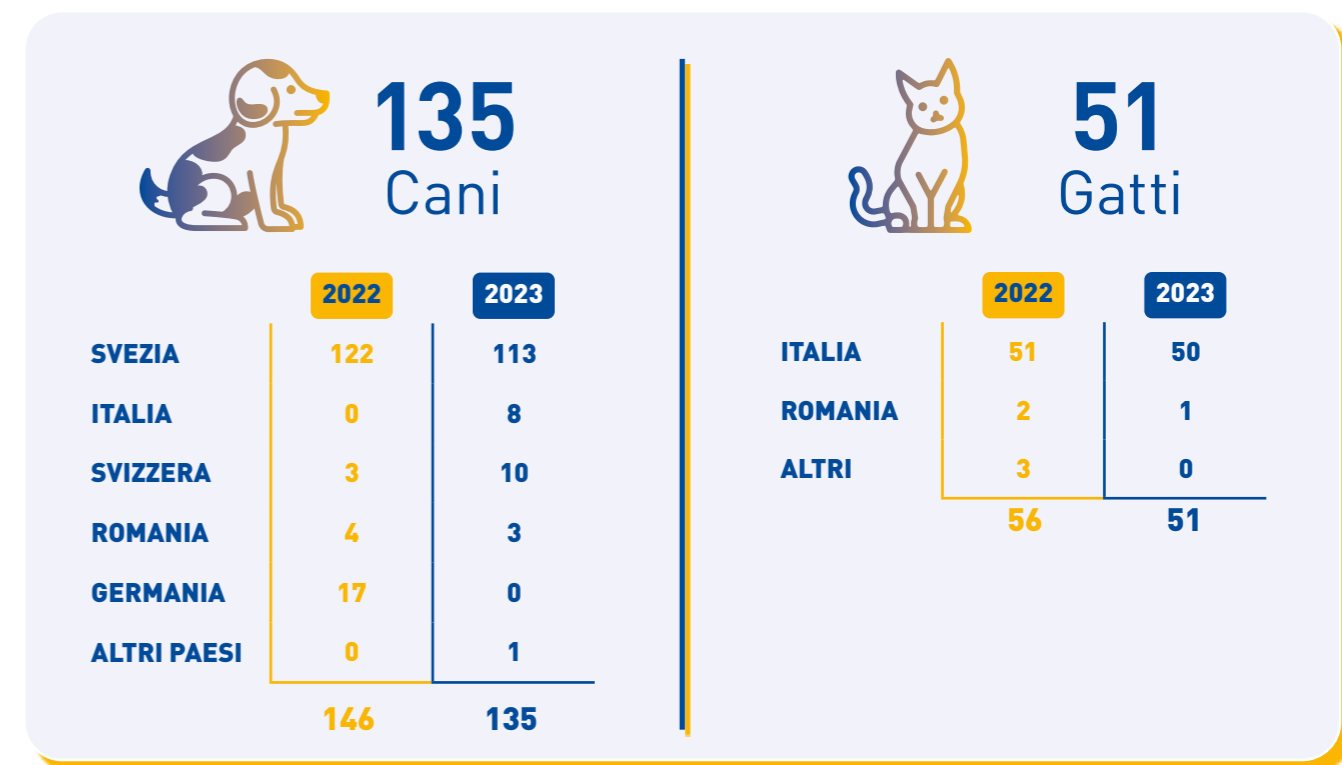 135
Cani
2022 2023
SVEZIA 122 113
ITALIA 0 8
SVIZZERA 3 10
ROMANIA 4 3
GERMANIA 17 0
ALTRI PAESI 0 1
146 135
51
Gatti
2022 2023
ITALIA 51 50
ROMANIA 2 1
ALTRI 3 0
56 51